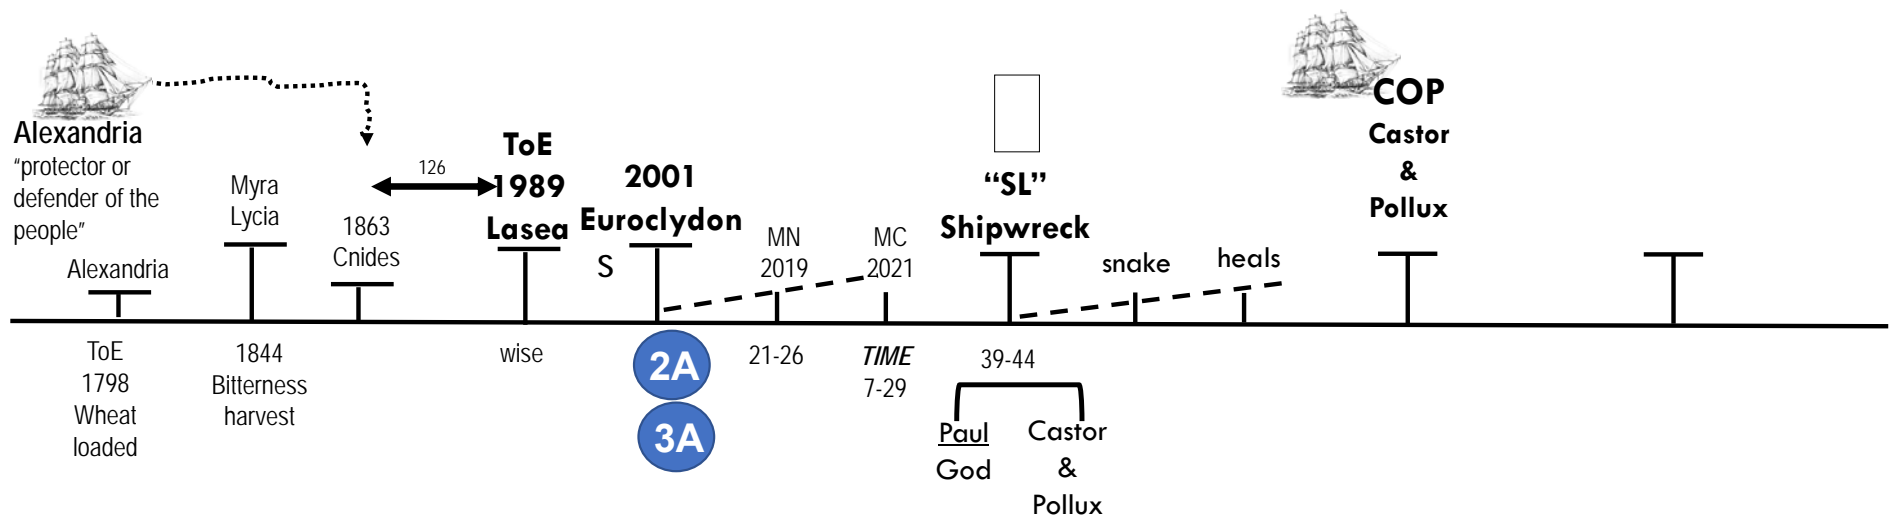 Alexandria
"protector or
defender of the
people"
Alexandria
ToE
1798
Wheat
loaded
Myra
Lycia
1844
Bitterness
harvest
1863
Cnides
126
ToE
1989
Lasea
wise
2001
Euroclydon
S
2A
3A
MN
2019
21-26
MC
2021
TIME
7-29
“SL”
Shipwreck
39-44
Paul
God
Castor
&
Pollux
snake
heals
COP
Castor
&
Pollux